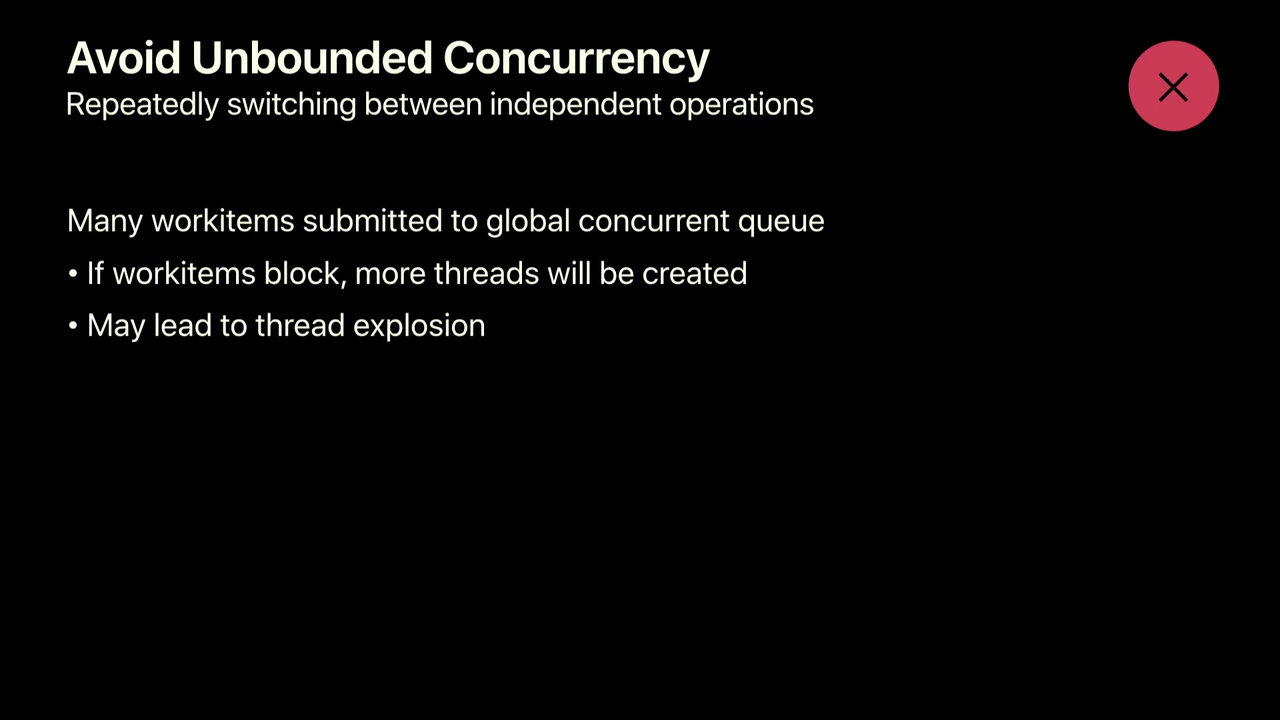 Avoid Unbounded Concurrency
Repeatedly switching between independent operations
Many workitems submitted to global concurrent queue
• If workitems block, more threads will be created
• May lead to thread explosion